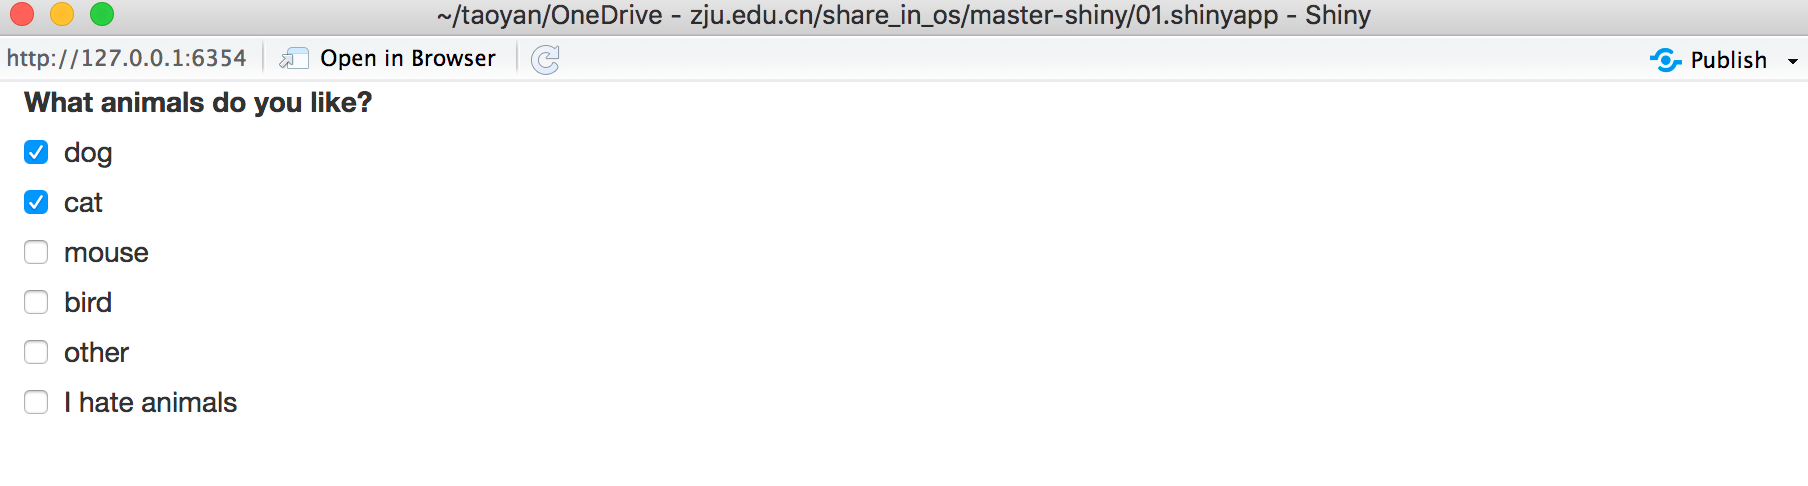 ~/taoyan/OneDrive - zju.edu.cn/share_in_os/master-shiny/01.shinyapp - Shiny
http://127.0.0.1:6354 Open in Browser Publish
What animals do you like?
dog
cat
mouse
bird
other
I hate animals